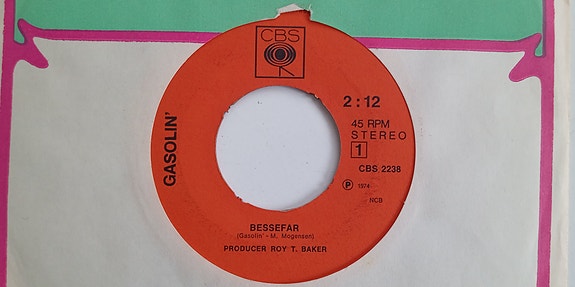 CBS
GASOLIN'
2:12
45 RPM
STEREO
1
CBS 2238
Ⓟ 1974
NCB
BESSEFAR
(Gasolin' - M. Mogensen)
PRODUCER ROY T. BAKER